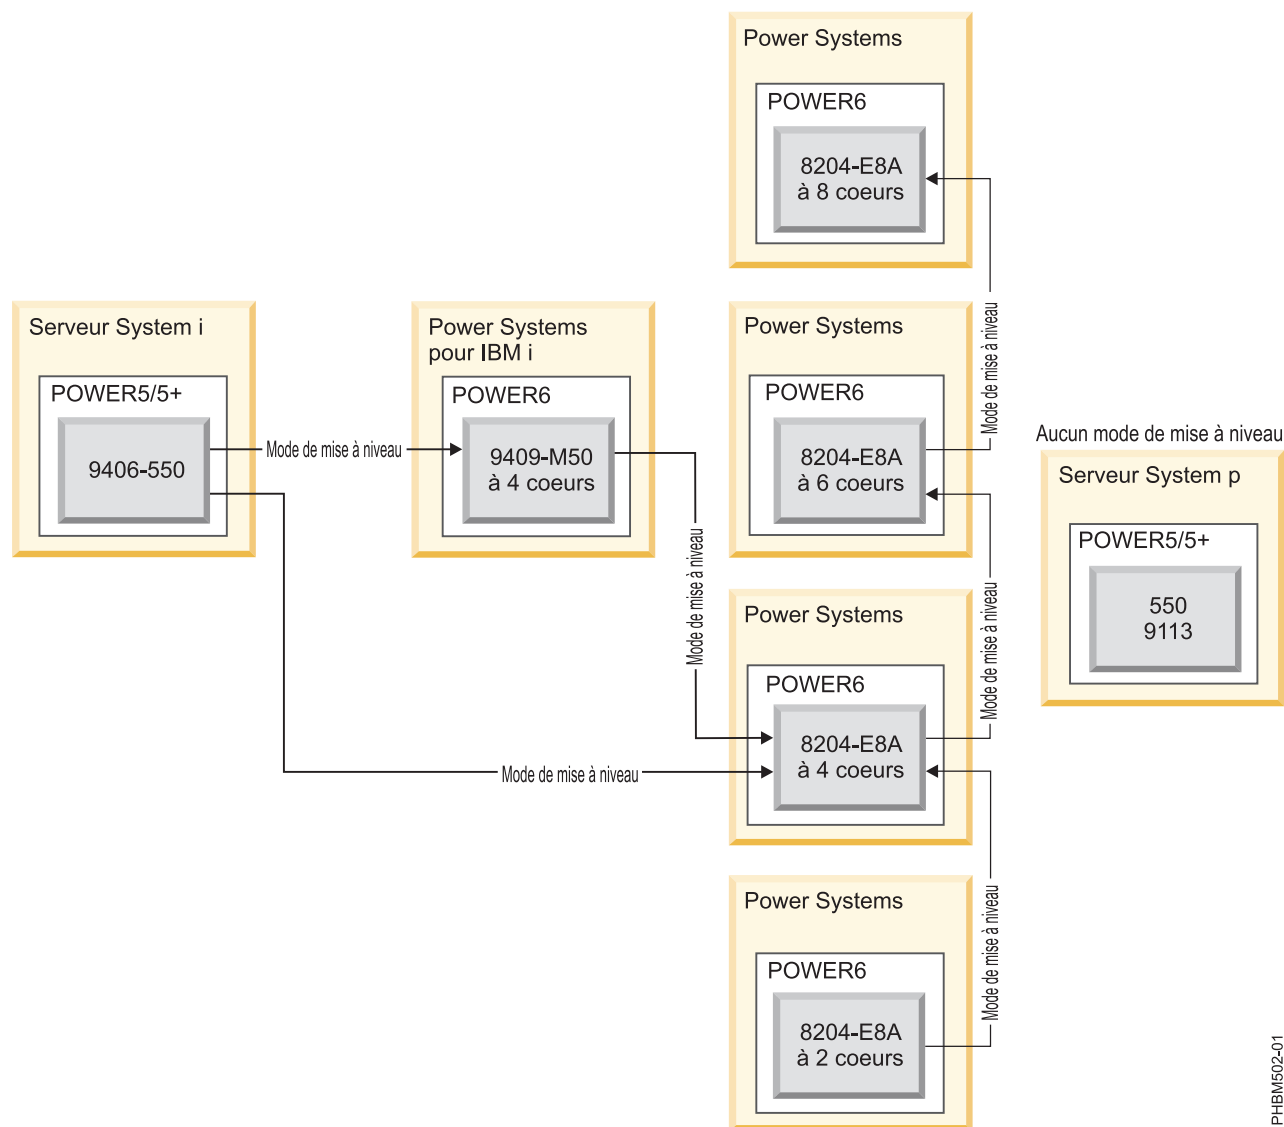 Power Systems
POWER6
8204-E8A
à 8 coeurs
Mode de mise à niveau
Serveur System i
POWER5/5+
9406-550
Mode de mise à niveau
Power Systems
pour IBM i
POWER6
9409-M50
à 4 coeurs
Mode de mise à niveau
Power Systems
POWER6
8204-E8A
à 6 coeurs
Mode de mise à niveau
Aucun mode de mise à niveau
Serveur System p
POWER5/5+
550
9113
Power Systems
POWER6
8204-E8A
à 4 coeurs
Mode de mise à niveau
Mode de mise à niveau
Power Systems
POWER6
8204-E8A
à 2 coeurs
PHBM502-01